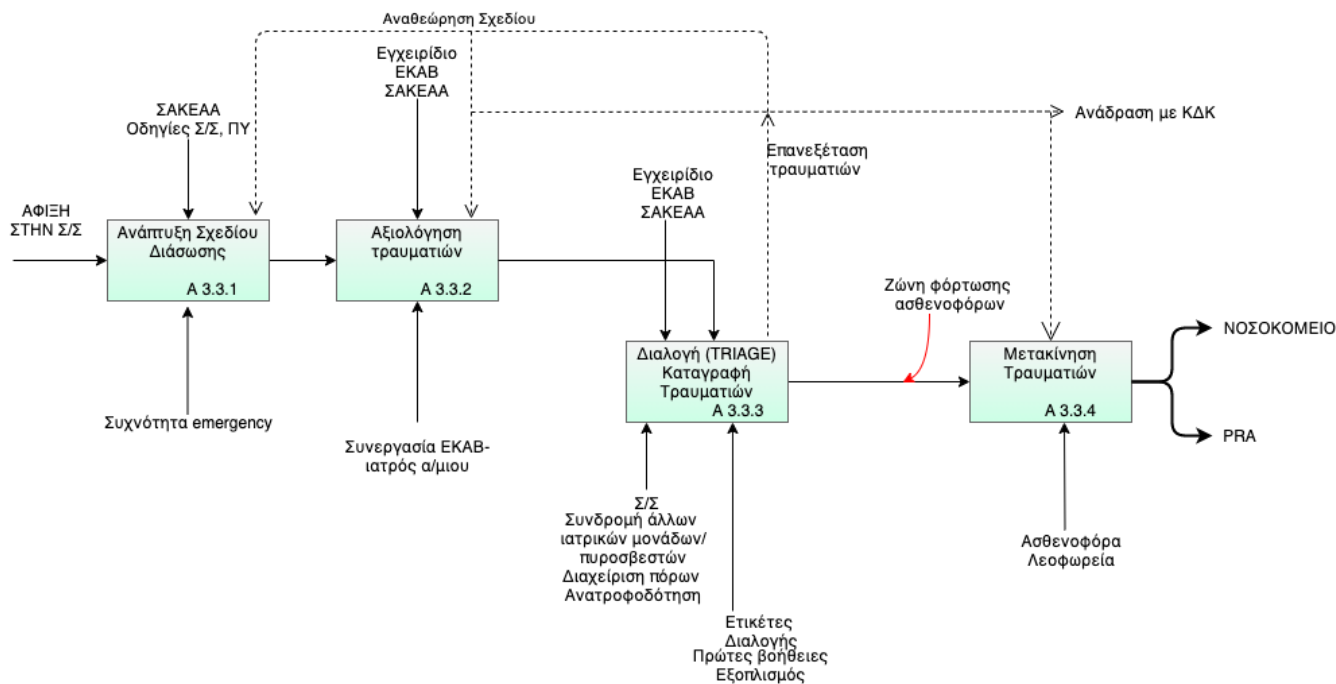 Αναθεώρηση Σχεδίου
Εγχειρίδιο
ΕΚΑΒ
ΣΑΚΕΑΑ
ΣΑΚΕΑΑ
Οδηγίες Σ/Σ, ΠΥ
Ανάδραση με ΚΔΚ
Επανεξέταση
τραυματιών
Εγχειρίδιο
ΕΚΑΒ
ΣΑΚΕΑΑ
ΑΦΙΞΗ
ΣΤΗΝ Σ/Σ
Ανάπτυξη Σχεδίου
Διάσωσης
Α 3.3.1
Αξιολόγηση
τραυματιών
Α 3.3.2
Ζώνη φόρτωσης
ασθενοφόρων
Διαλογή (TRIAGE)
Καταγραφή
Τραυματιών
Α 3.3.3
Μετακίνηση
Τραυματιών
Α 3.3.4
ΝΟΣΟΚΟΜΕΙΟ
PRA
Συχνότητα emergency
Συνεργασία ΕΚΑΒ-
ιατρός α/μιου
Σ/Σ
Συνδρομή άλλων
ιατρικών μονάδων/
πυροσβεστών
Διαχείριση πόρων
Ανατροφοδότηση
Ασθενοφόρα
Λεοφωρεία
Ετικέτες
Διαλογής
Πρώτες βοήθειες
Εξοπλισμός